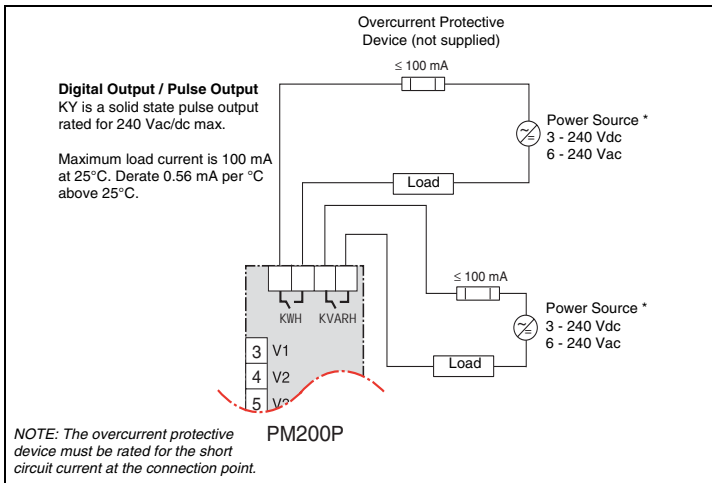 Overcurrent Protective
Device (not supplied)
≤ 100 mA
Digital Output / Pulse Output
KY is a solid state pulse output
rated for 240 Vac/dc max.
Maximum load current is 100 mA
at 25°C. Derate 0.56 mA per °C
above 25°C.
Power Source *
3 - 240 Vdc
6 - 240 Vac
Load
≤ 100 mA
Power Source *
3 - 240 Vdc
6 - 240 Vac
Load
KWH KVARH
3 V1
4 V2
5 V3
PM200P
NOTE: The overcurrent protective
device must be rated for the short
circuit current at the connection point.